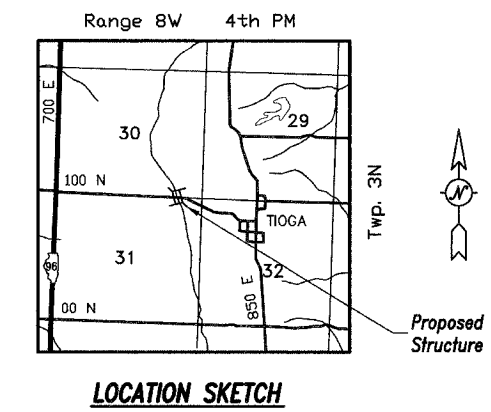 Range 8W 4th PM
700 E
30
29
100 N
TIOGA
Twp. 3N
N
31
32
96
850 E
00 N
Proposed
Structure
LOCATION SKETCH